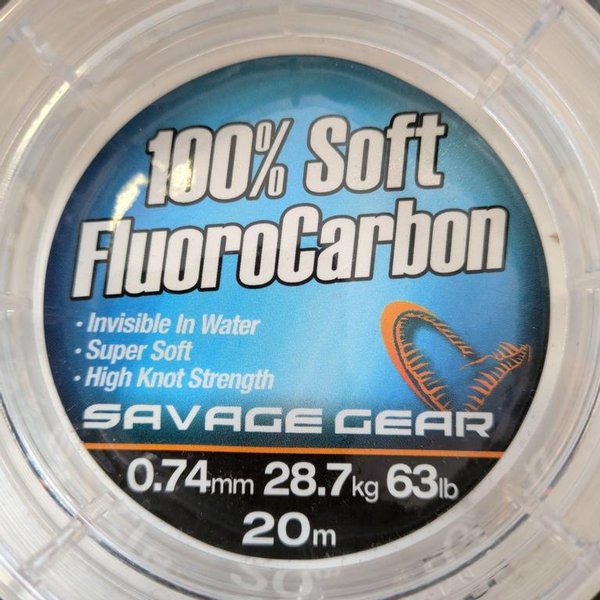 100% Soft
FluoroCarbon
• Invisible In Water
• Super Soft
• High Knot Strength
SAVAGE GEAR
0.74mm 28.7kg 63lb
20m